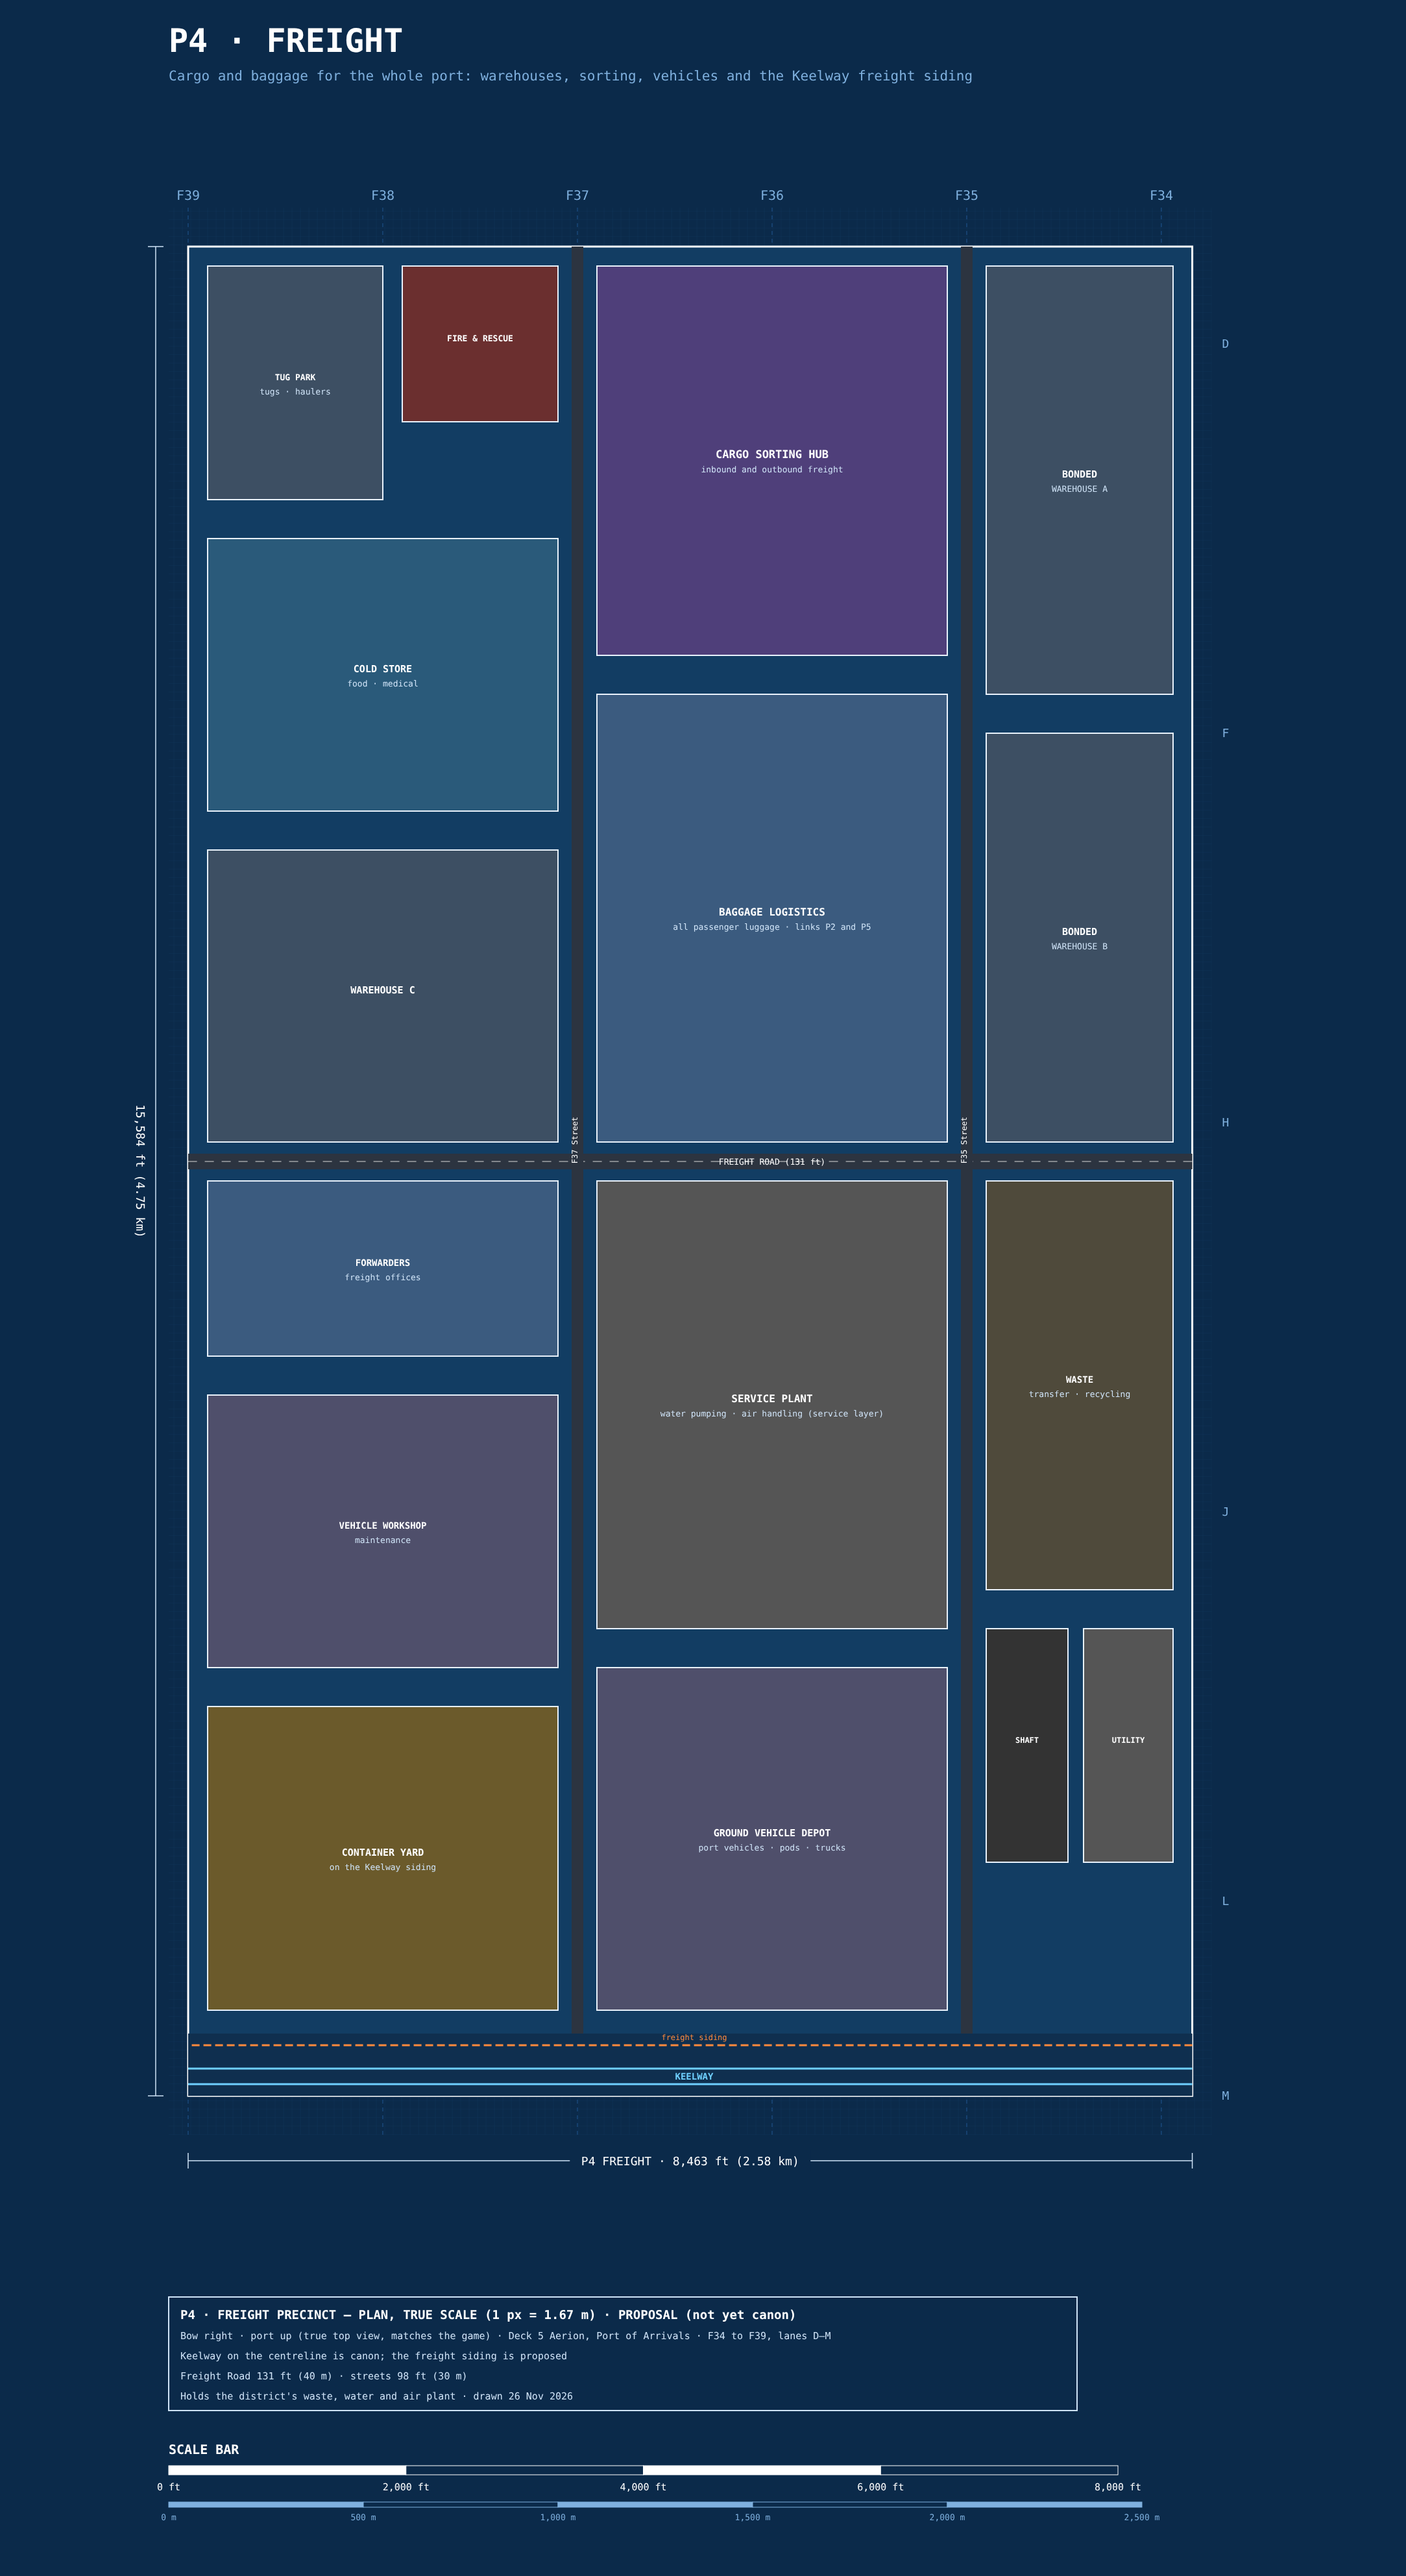 P4 · FREIGHT
Cargo and baggage for the whole port: warehouses, sorting, vehicles and the Keelway freight siding
F39
F38
F37
F36
F35
F34
D
FIRE & RESCUE
TUG PARK
tugs · haulers
CARGO SORTING HUB
inbound and outbound freight
BONDED
WAREHOUSE A
COLD STORE
food · medical
F
BAGGAGE LOGISTICS
all passenger luggage · links P2 and P5
BONDED
WAREHOUSE B
WAREHOUSE C
H
F37 Street
F35 Street
FREIGHT ROAD (131 ft)
15,584 ft (4.75 km)
FORWARDERS
freight offices
WASTE
transfer · recycling
SERVICE PLANT
water pumping · air handling (service layer)
J
VEHICLE WORKSHOP
maintenance
SHAFT
UTILITY
GROUND VEHICLE DEPOT
port vehicles · pods · trucks
CONTAINER YARD
on the Keelway siding
L
freight siding
KEELWAY
M
P4 FREIGHT · 8,463 ft (2.58 km)
P4 · FREIGHT PRECINCT — PLAN, TRUE SCALE (1 px = 1.67 m) · PROPOSAL (not yet canon)
Bow right · port up (true top view, matches the game) · Deck 5 Aerion, Port of Arrivals · F34 to F39, lanes D–M
Keelway on the centreline is canon; the freight siding is proposed
Freight Road 131 ft (40 m) · streets 98 ft (30 m)
Holds the district's waste, water and air plant · drawn 26 Nov 2026
SCALE BAR
0 ft
2,000 ft
4,000 ft
6,000 ft
8,000 ft
0 m
500 m
1,000 m
1,500 m
2,000 m
2,500 m